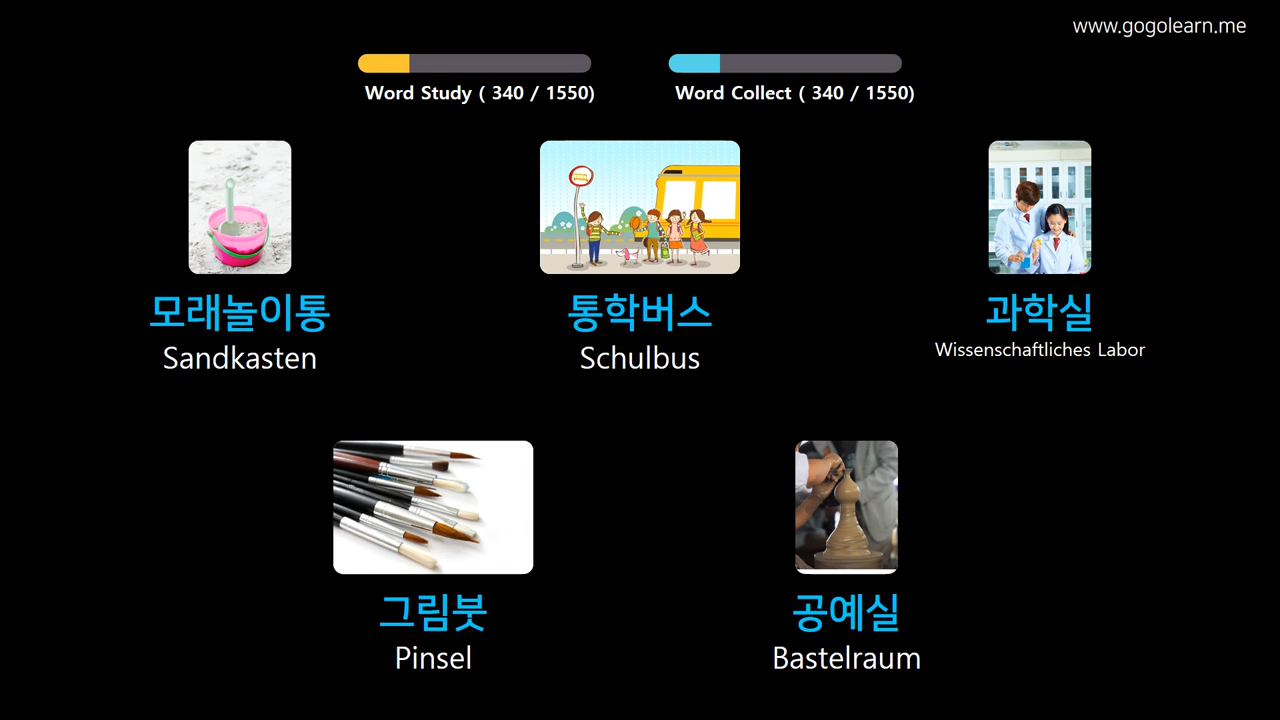 www.gogolearn.me
Word Study ( 340 / 1550)
Word Collect ( 340 / 1550)
모래놀이통
Sandkasten
통학버스
Schulbus
과학실
Wissenschaftliches Labor
그림붓
Pinsel
공예실
Bastelraum